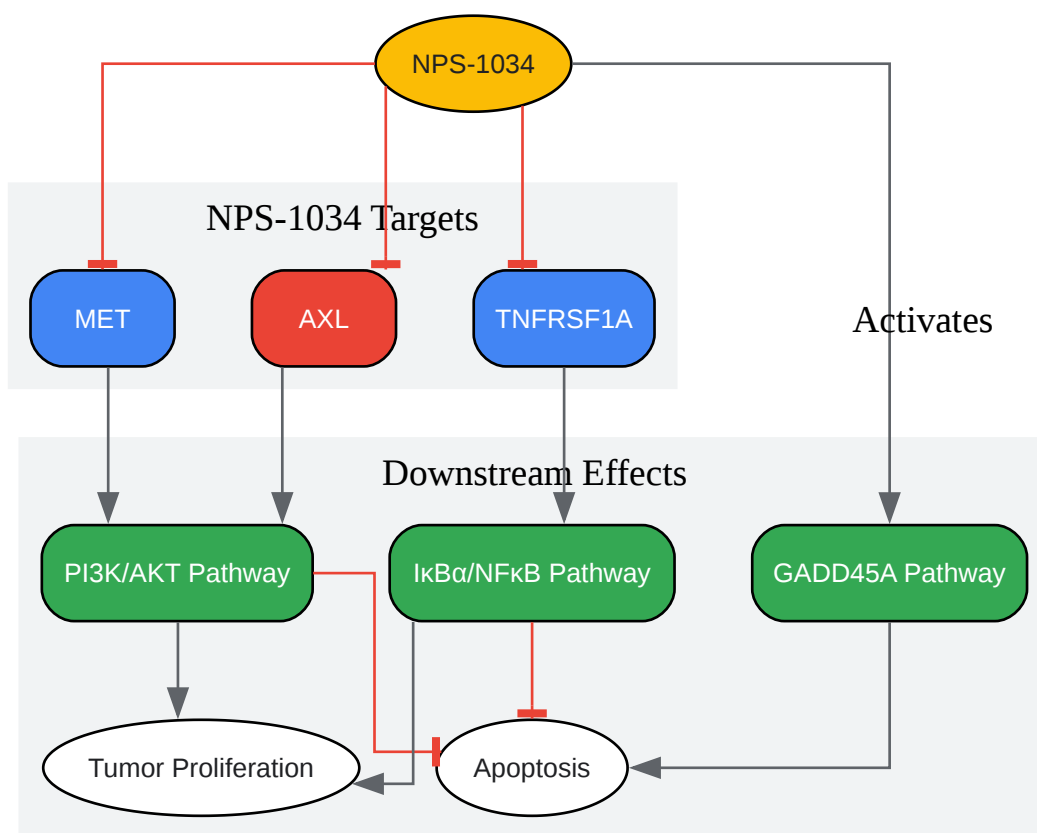 NPS-1034
NPS-1034 Targets
MET
AXL
TNFRSF1A
Activates
Downstream Effects
PI3K/AKT Pathway
IκBα/NFκB Pathway
GADD45A Pathway
Tumor Proliferation
Apoptosis